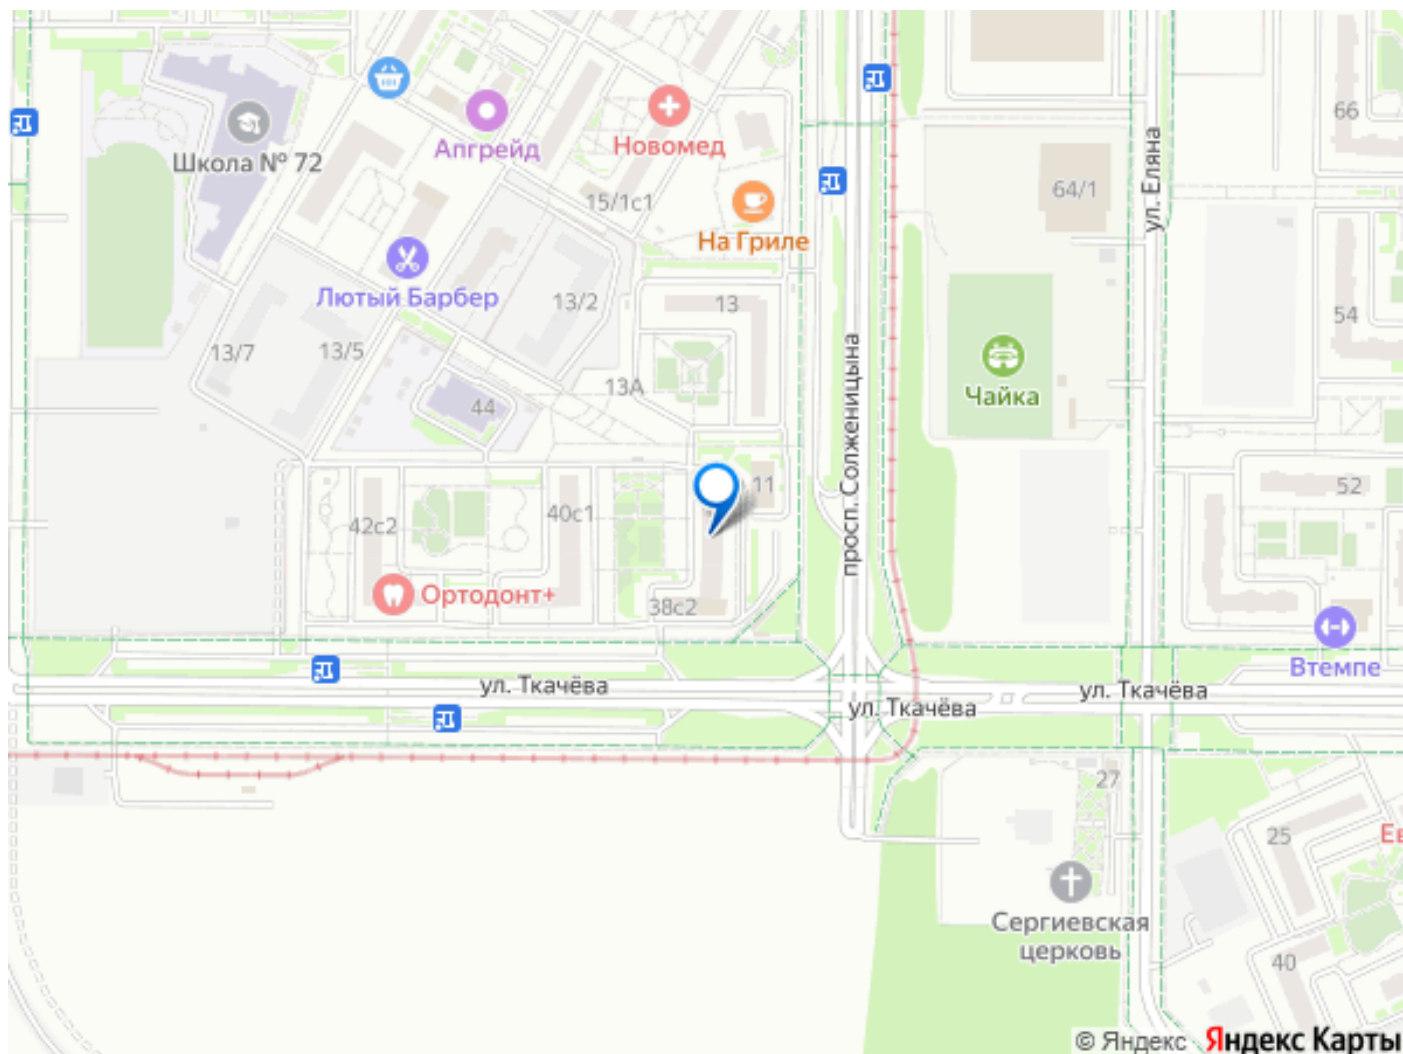 66
Школа № 72
Апгрейд
Новомед
15/1с1
64/1
ул. Еляна
На Гриле
Лютый Барбер
13/2
13
54
13/7
13/5
13А
просп. Солженицына
Чайка
44
11
52
42с2
40с1
Ортодонт+
38с2
Втемпе
ул. Ткачёва
ул. Ткачёва
ул. Ткачёва
27
25
Ев
Сергиевская
церковь
40
© Яндекс Яндекс Карты